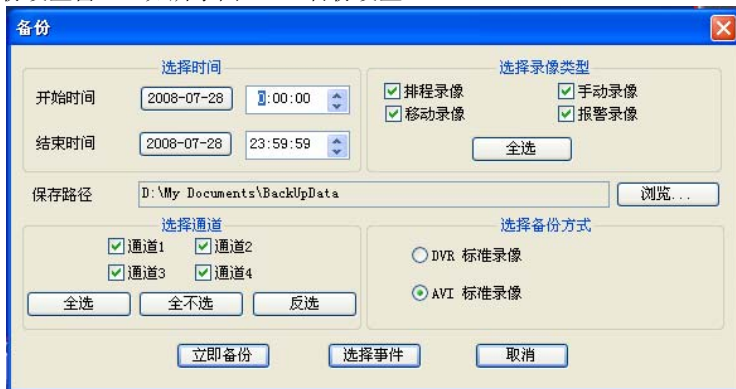 备份
选择时间
开始时间 2008-07-28 0:00:00
结束时间 2008-07-28 23:59:59
选择录像类型
排程录像 手动录像
移动录像 报警录像
全选
保存路径 D:\My Documents\BackUpData 浏览...
选择通道
通道1 通道2
通道3 通道4
全选 全不选 反选
选择备份方式
DVR 标准录像
AVI 标准录像
立即备份 选择事件 取消